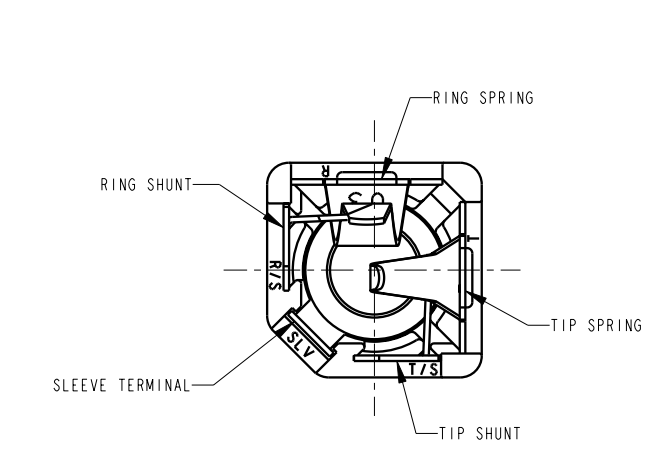 RING SPRING
R
RING SHUNT
T
R/S
TIP SPRING
SLV
T/S
SLEEVE TERMINAL
TIP SHUNT